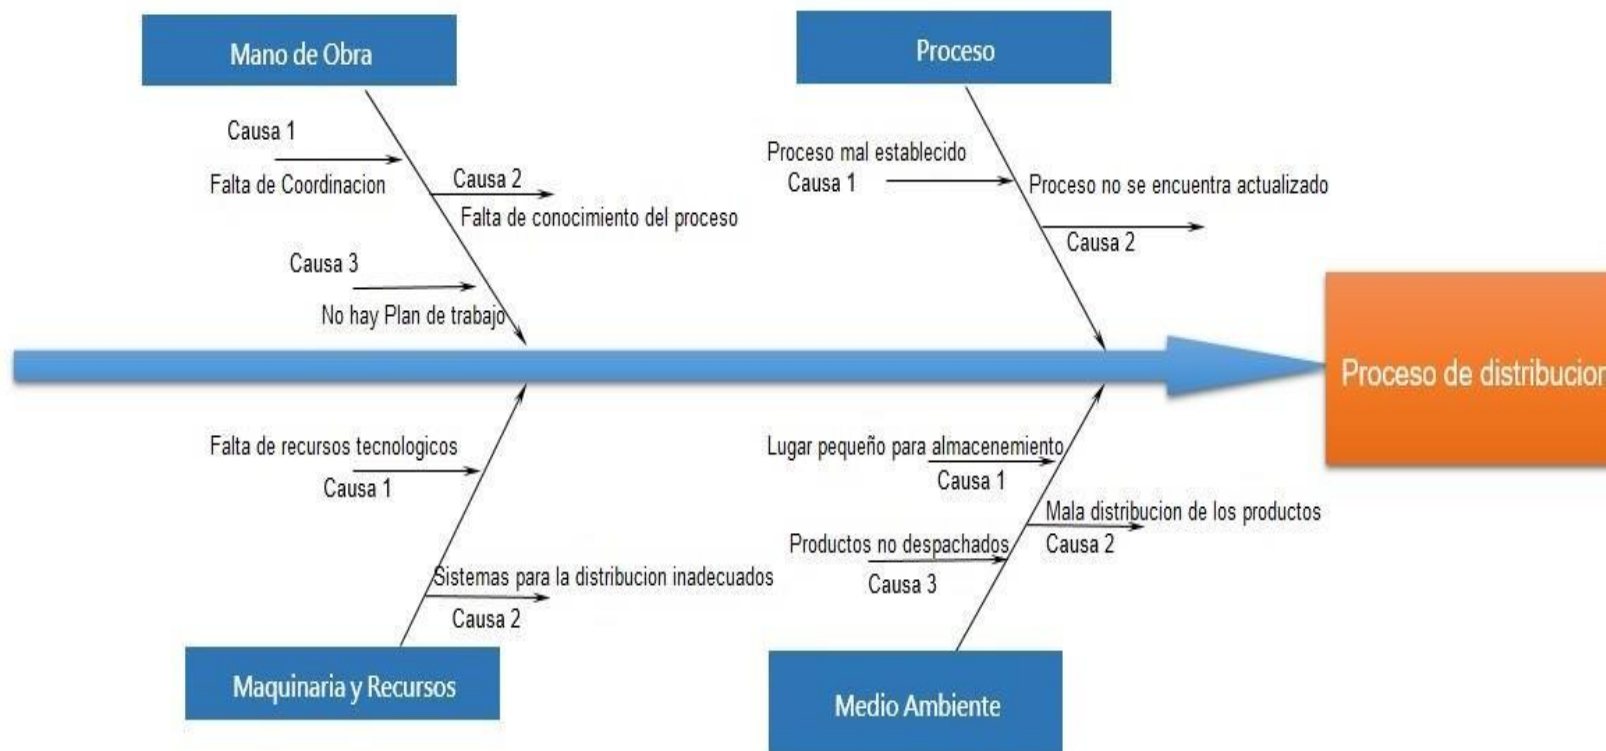 Mano de Obra
Proceso
Causa 1
Falta de Coordinacion
Causa 2
Falta de conocimiento del proceso
Causa 3
No hay Plan de trabajo
Proceso mal establecido
Causa 1
Proceso no se encuentra actualizado
Causa 2
Proceso de distribucion
Falta de recursos tecnologicos
Causa 1
Sistemas para la distribucion inadecuados
Causa 2
Lugar pequeño para almacenemiento
Causa 1
Mala distribucion de los productos
Causa 2
Productos no despachados
Causa 3
Maquinaria y Recursos
Medio Ambiente